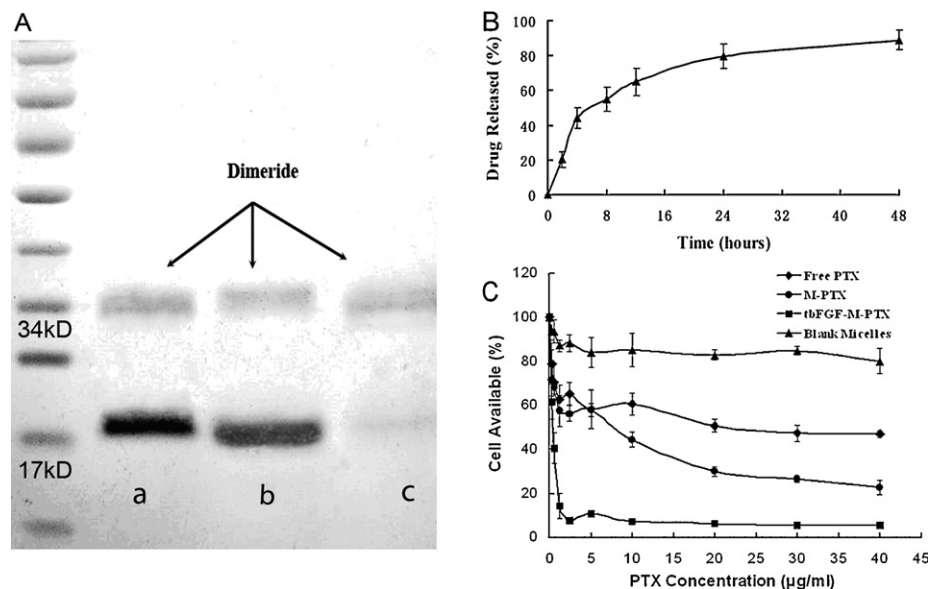 A
Dimeride
34kD
17kD
a b c
B
Drug Released (%)
100
80
60
40
20
0
0 8 16 24 32 40 48
Time (hours)
C
Free PTX
M-PTX
tbFGF-M-PTX
Blank Micelles
Cell Available (%)
120
100
80
60
40
20
0
0 5 10 15 20 25 30 35 40 45
PTX Concentration (µg/ml)